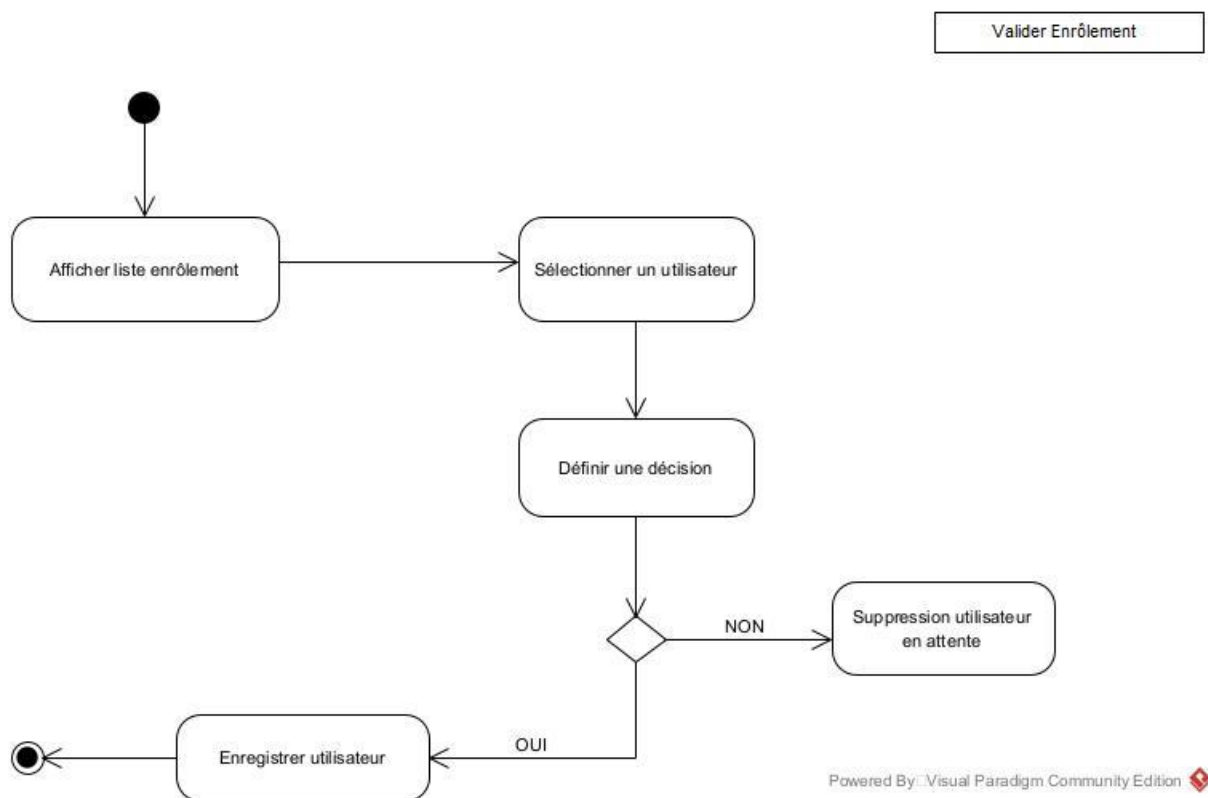 Valider Enrôlement
Afficher liste enrôlement
Sélectionner un utilisateur
Définir une décision
NON
Suppression utilisateur
en attente
OUI
Enregistrer utilisateur
Powered By Visual Paradigm Community Edition